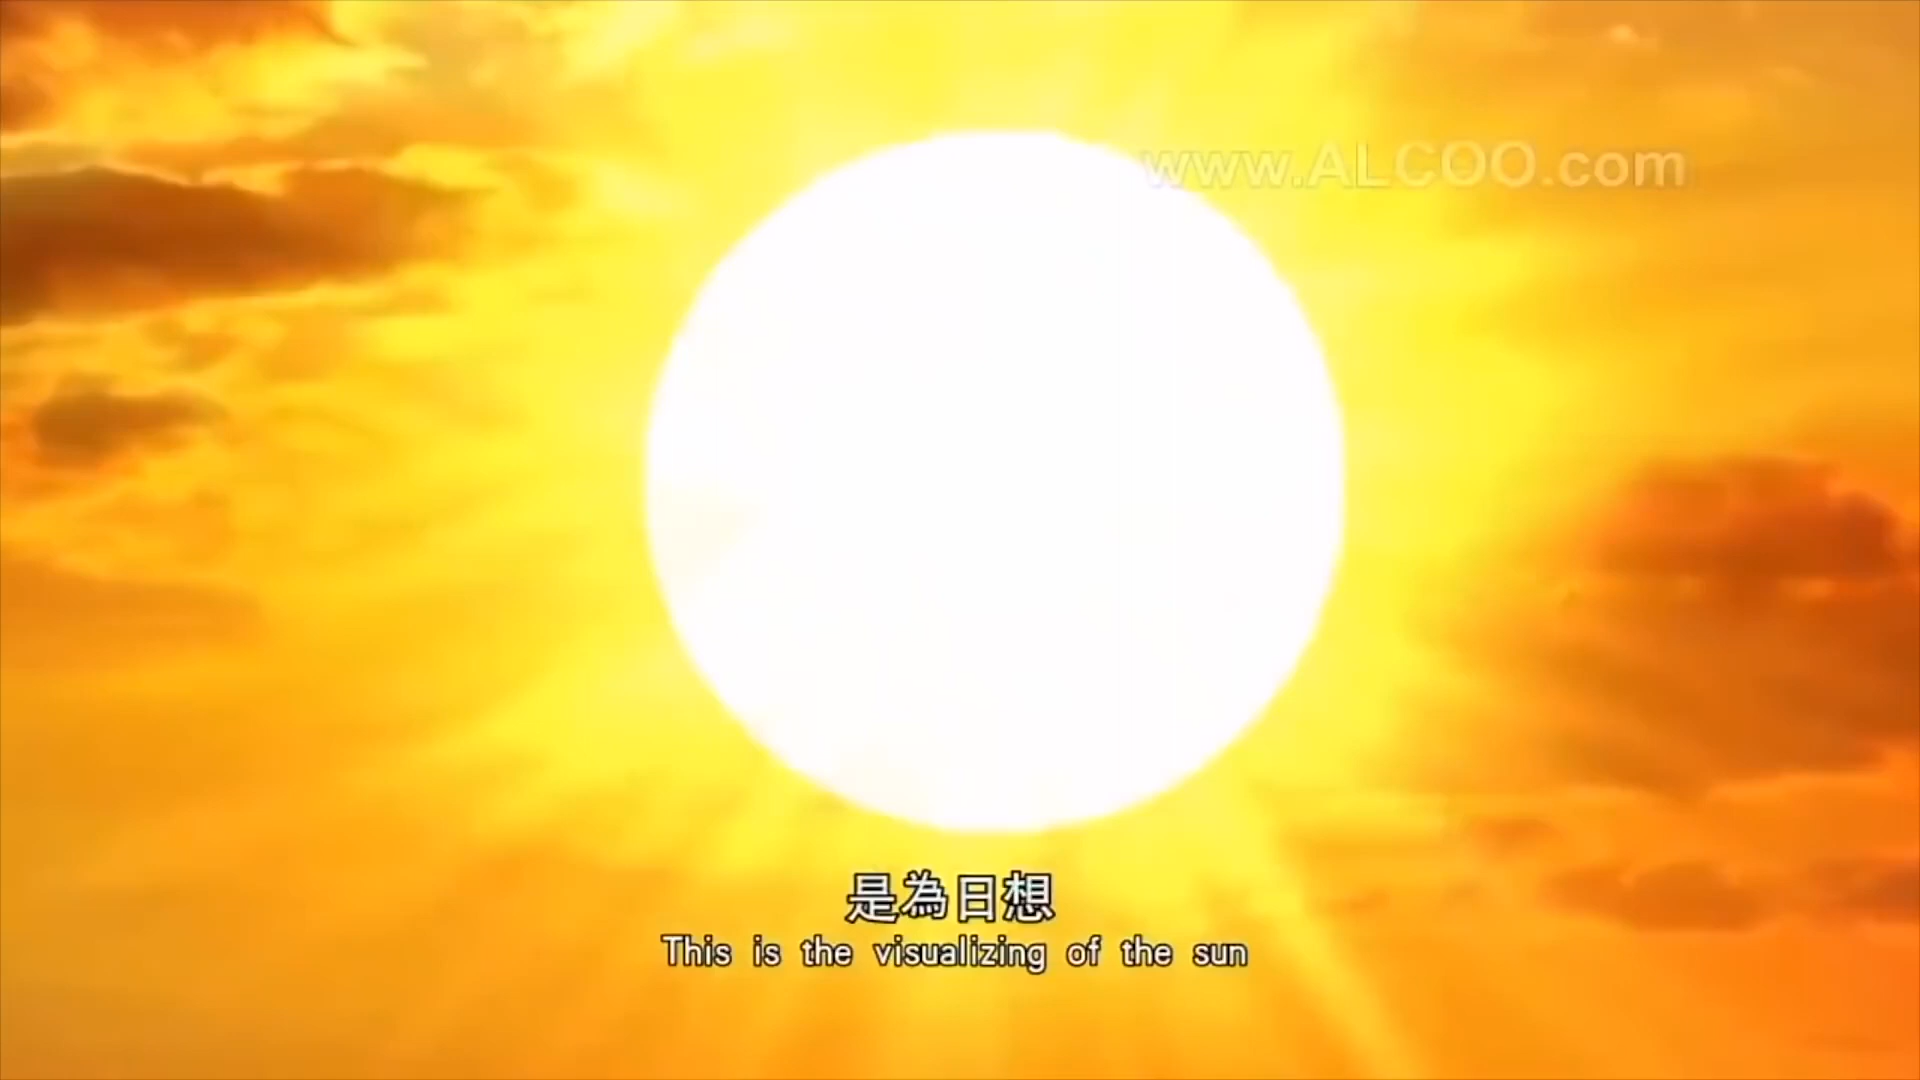 www.ALCOO.com
是為日想
This is the visualizing of the sun